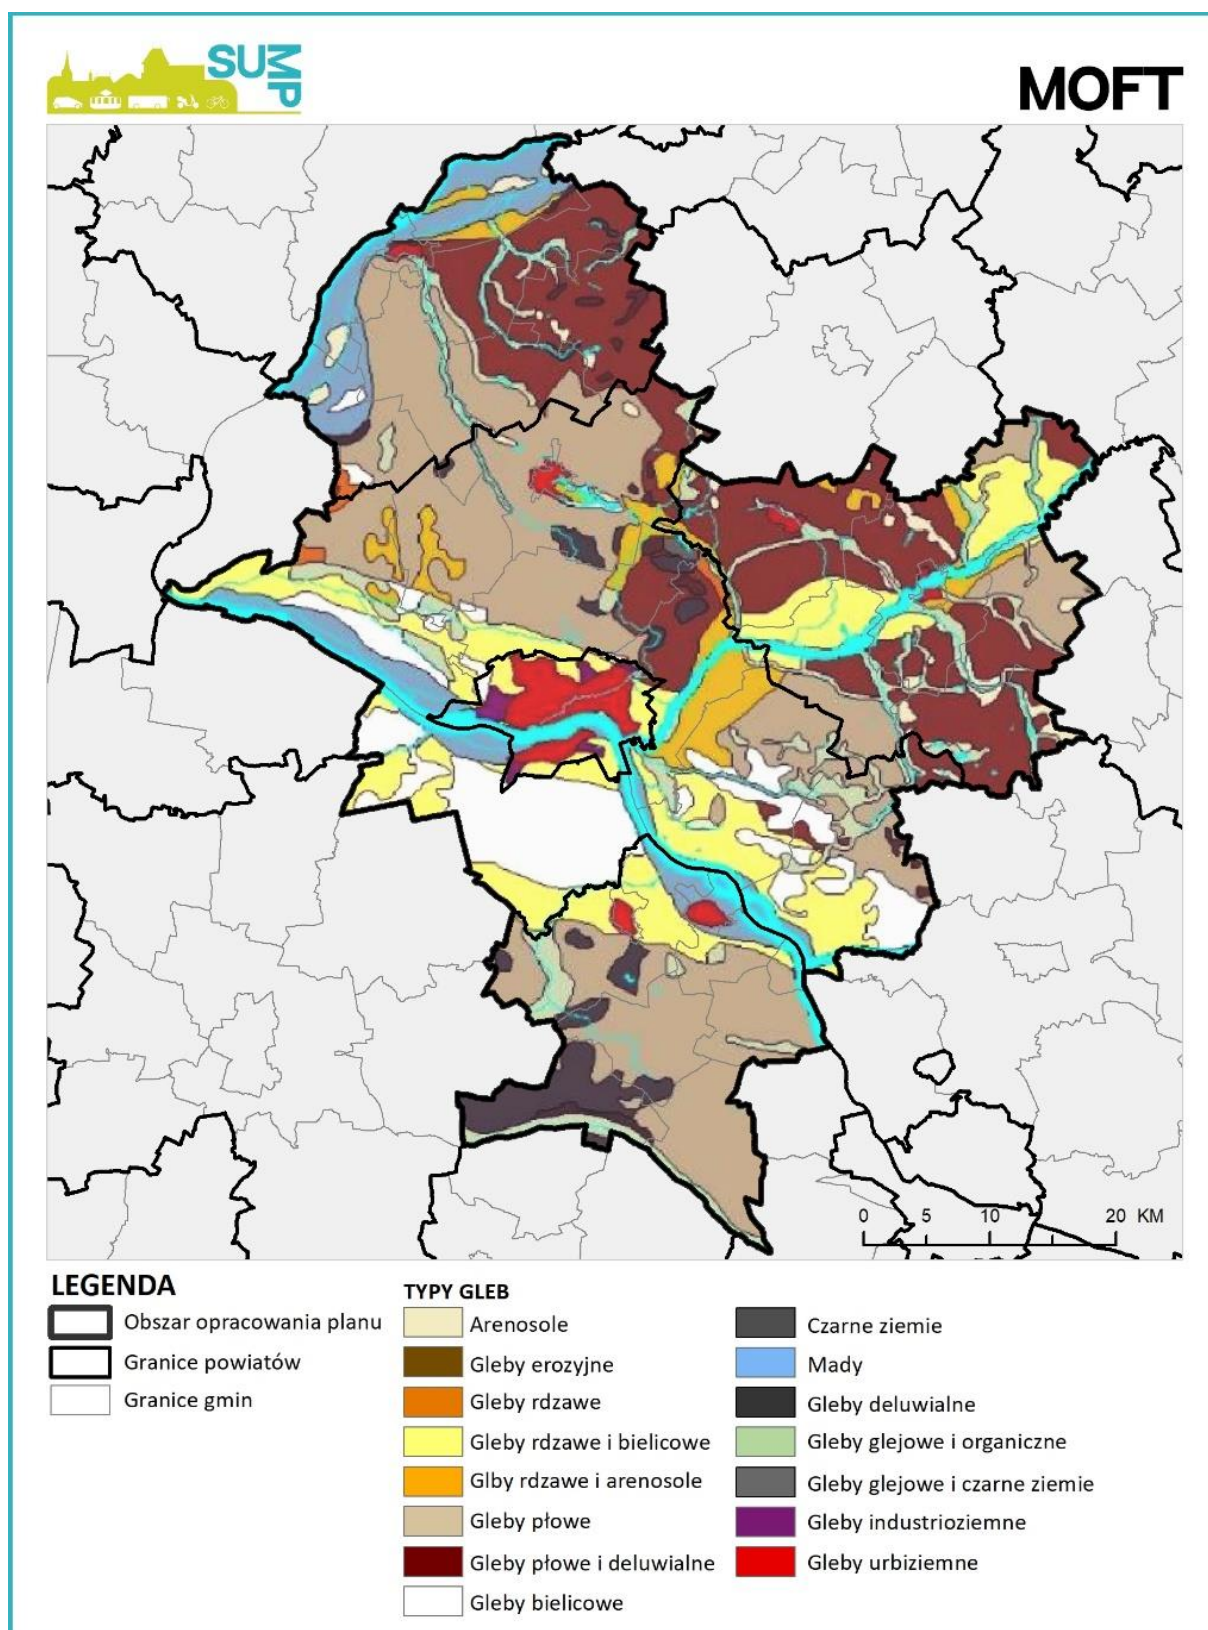 SUMP
MOFT
0 5 10 20 KM
LEGENDA
Obszar opracowania planu
Granice powiatów
Granice gmin
TYPY GLEB
Arenosole
Gleby erozyjne
Gleby rdzawe
Gleby rdzawe i bielicowe
Glby rdzawe i arenosole
Gleby płowe
Gleby płowe i deluwialne
Gleby bielicowe
Czarne ziemie
Mady
Gleby deluwialne
Gleby glejowe i organiczne
Gleby glejowe i czarne ziemie
Gleby industrioziemne
Gleby urbiziemne